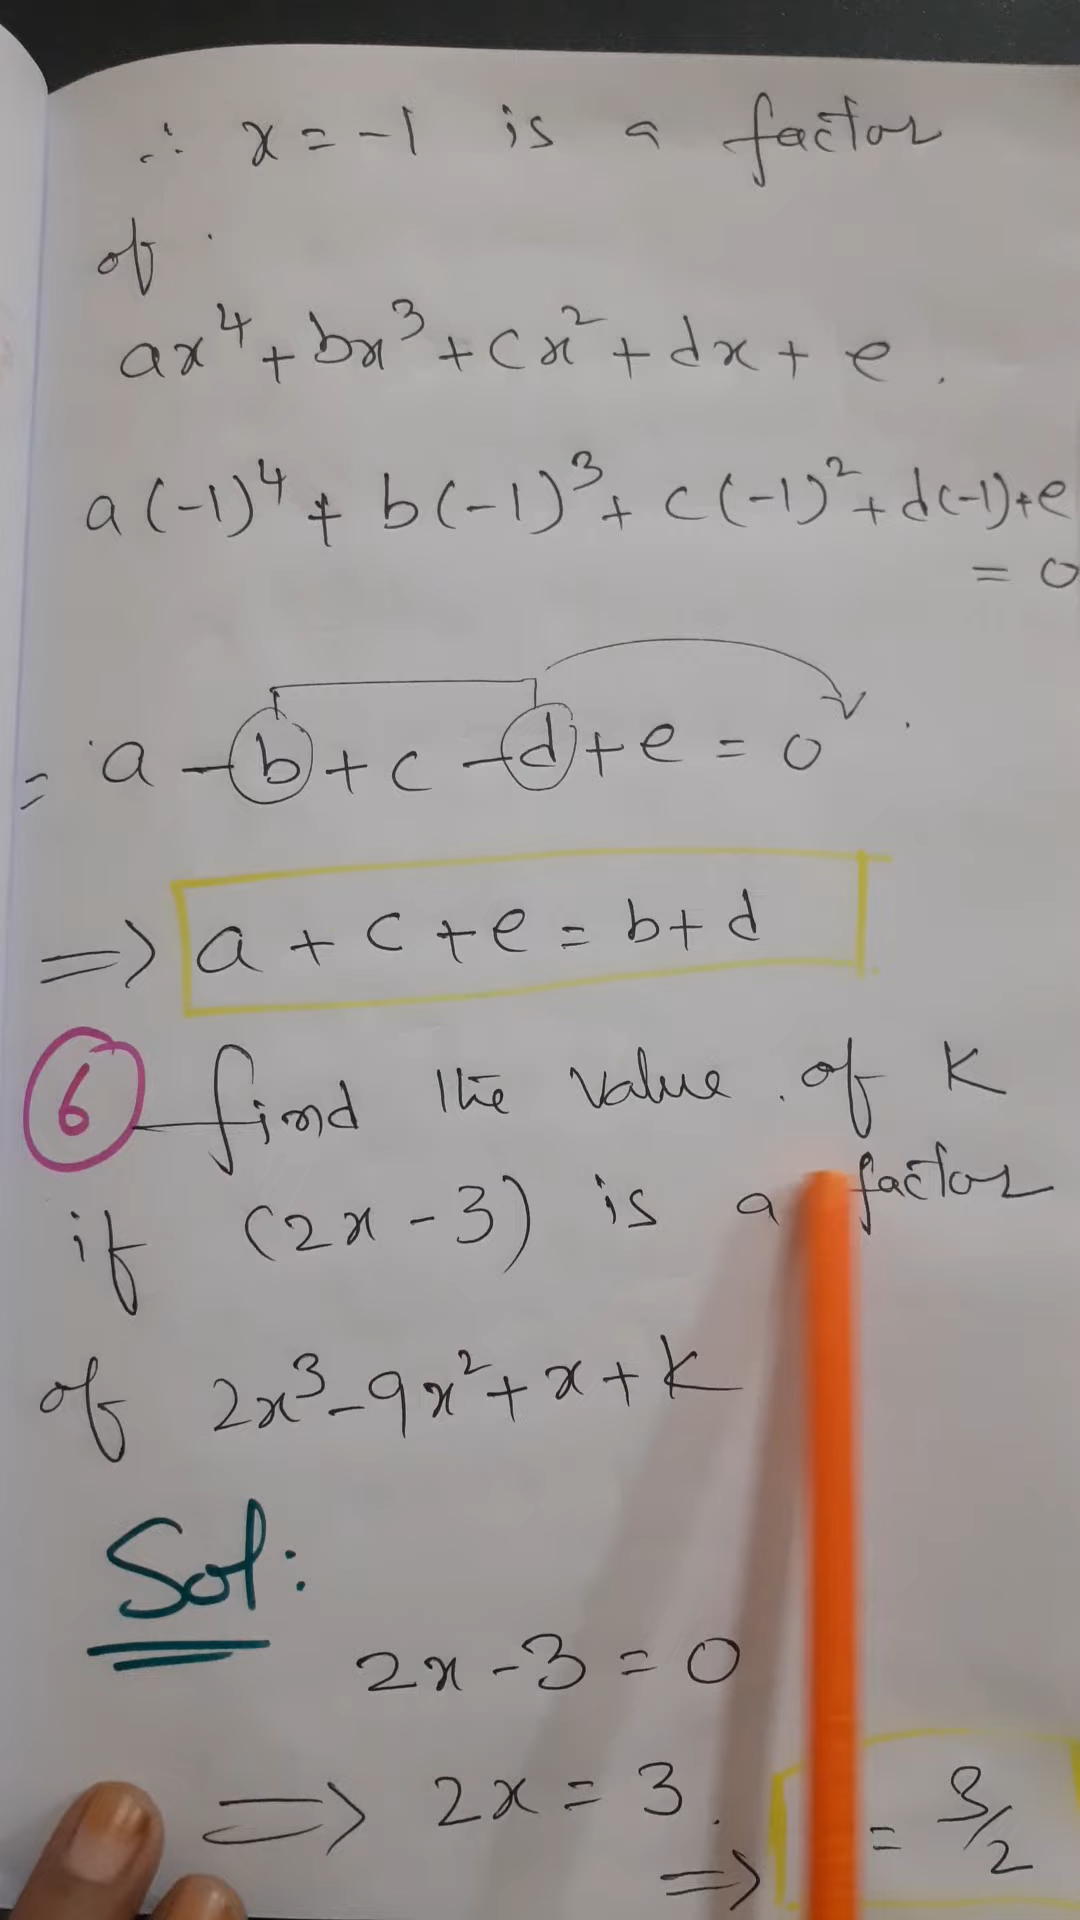 ∴ x = -1 is a factor
of
ax⁴ + bx³ + cx² + dx + e.
a(-1)⁴ + b(-1)³ + c(-1)² + d(-1) + e
= 0
= a - b + c - d + e = 0
=> a + c + e = b + d
6 find the value of K
if (2x - 3) is a factor
of 2x³ - 9x² + x + K
Sol:
2x - 3 = 0
=> 2x = 3.
=> = 3/2